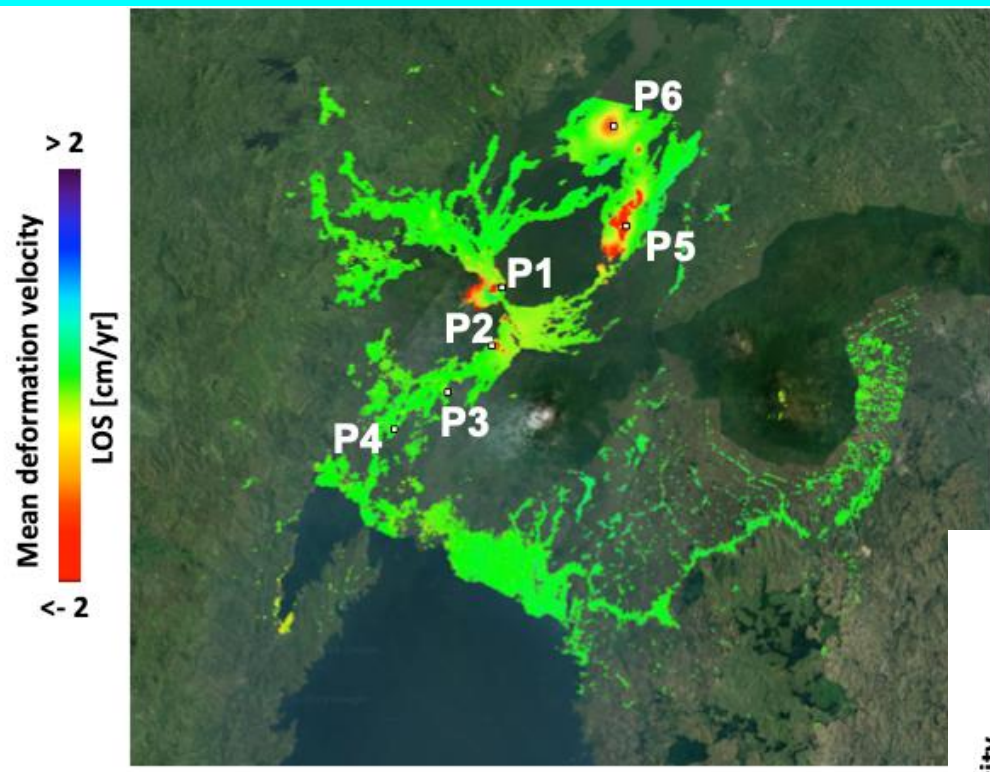 > 2
Mean deformation velocity
LOS [cm/yr]
<- 2
P6
P5
P1
P2
P3
P4